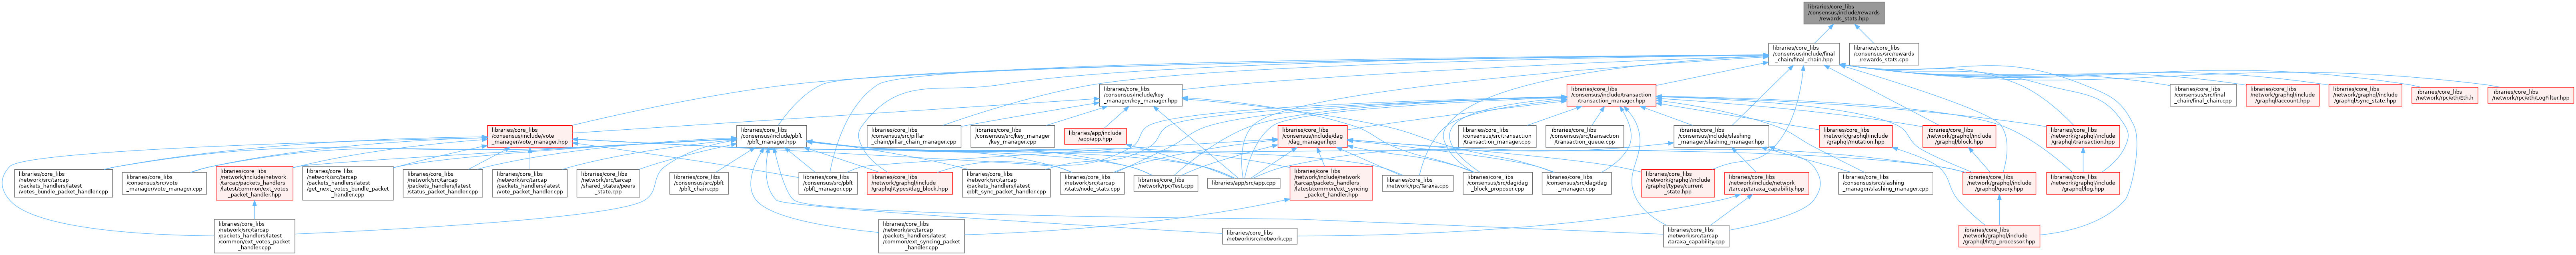 libraries/core_libs
/consensus/include/rewards
/rewards_stats.hpp
libraries/core_libs
/consensus/include/final
_chain/final_chain.hpp
libraries/core_libs
/consensus/src/rewards
/rewards_stats.cpp
libraries/core_libs
/consensus/include/key
_manager/key_manager.hpp
libraries/core_libs
/consensus/include/transaction
/transaction_manager.hpp
libraries/core_libs
/consensus/src/final
_chain/final_chain.cpp
libraries/core_libs
/network/graphql/include
/graphql/account.hpp
libraries/core_libs
/network/graphql/include
/graphql/sync_state.hpp
libraries/core_libs
/network/rpc/eth/Eth.h
libraries/core_libs
/network/rpc/eth/LogFilter.hpp
libraries/core_libs
/consensus/include/vote
_manager/vote_manager.hpp
libraries/core_libs
/consensus/include/pbft
/pbft_manager.hpp
libraries/core_libs
/consensus/src/pillar
_chain/pillar_chain_manager.cpp
libraries/core_libs
/consensus/src/key_manager
/key_manager.cpp
libraries/app/include
/app/app.hpp
libraries/core_libs
/consensus/include/dag
/dag_manager.hpp
libraries/core_libs
/consensus/src/transaction
/transaction_manager.cpp
libraries/core_libs
/consensus/src/transaction
/transaction_queue.cpp
libraries/core_libs
/consensus/include/slashing
_manager/slashing_manager.hpp
libraries/core_libs
/network/graphql/include
/graphql/mutation.hpp
libraries/core_libs
/network/graphql/include
/graphql/block.hpp
libraries/core_libs
/network/graphql/include
/graphql/transaction.hpp
libraries/core_libs
/network/src/tarcap
/packets_handlers/latest
/votes_bundle_packet_handler.cpp
libraries/core_libs
/consensus/src/vote
_manager/vote_manager.cpp
libraries/core_libs
/network/include/network
/tarcap/packets_handlers
/latest/common/ext_votes
_packet_handler.hpp
libraries/core_libs
/network/src/tarcap
/packets_handlers/latest
/get_next_votes_bundle_packet
_handler.cpp
libraries/core_libs
/network/src/tarcap
/packets_handlers/latest
/status_packet_handler.cpp
libraries/core_libs
/network/src/tarcap
/packets_handlers/latest
/vote_packet_handler.cpp
libraries/core_libs
/network/src/tarcap
/shared_states/peers
_state.cpp
libraries/core_libs
/consensus/src/pbft
/pbft_chain.cpp
libraries/core_libs
/consensus/src/pbft
/pbft_manager.cpp
libraries/core_libs
/network/graphql/include
/graphql/types/dag_block.hpp
libraries/core_libs
/network/src/tarcap
/packets_handlers/latest
/pbft_sync_packet_handler.cpp
libraries/core_libs
/network/src/tarcap
/stats/node_stats.cpp
libraries/core_libs
/network/rpc/Test.cpp
libraries/app/src/app.cpp
libraries/core_libs
/network/include/network
/tarcap/packets_handlers
/latest/common/ext_syncing
_packet_handler.hpp
libraries/core_libs
/network/rpc/Taraxa.cpp
libraries/core_libs
/consensus/src/dag/dag
_block_proposer.cpp
libraries/core_libs
/consensus/src/dag/dag
_manager.cpp
libraries/core_libs
/network/graphql/include
/graphql/types/current
_state.hpp
libraries/core_libs
/network/include/network
/tarcap/taraxa_capability.hpp
libraries/core_libs
/consensus/src/slashing
_manager/slashing_manager.cpp
libraries/core_libs
/network/graphql/include
/graphql/query.hpp
libraries/core_libs
/network/graphql/include
/graphql/log.hpp
libraries/core_libs
/network/src/tarcap
/packets_handlers/latest
/common/ext_votes_packet
_handler.cpp
libraries/core_libs
/network/src/tarcap
/packets_handlers/latest
/common/ext_syncing_packet
_handler.cpp
libraries/core_libs
/network/src/network.cpp
libraries/core_libs
/network/src/tarcap
/taraxa_capability.cpp
libraries/core_libs
/network/graphql/include
/graphql/http_processor.hpp